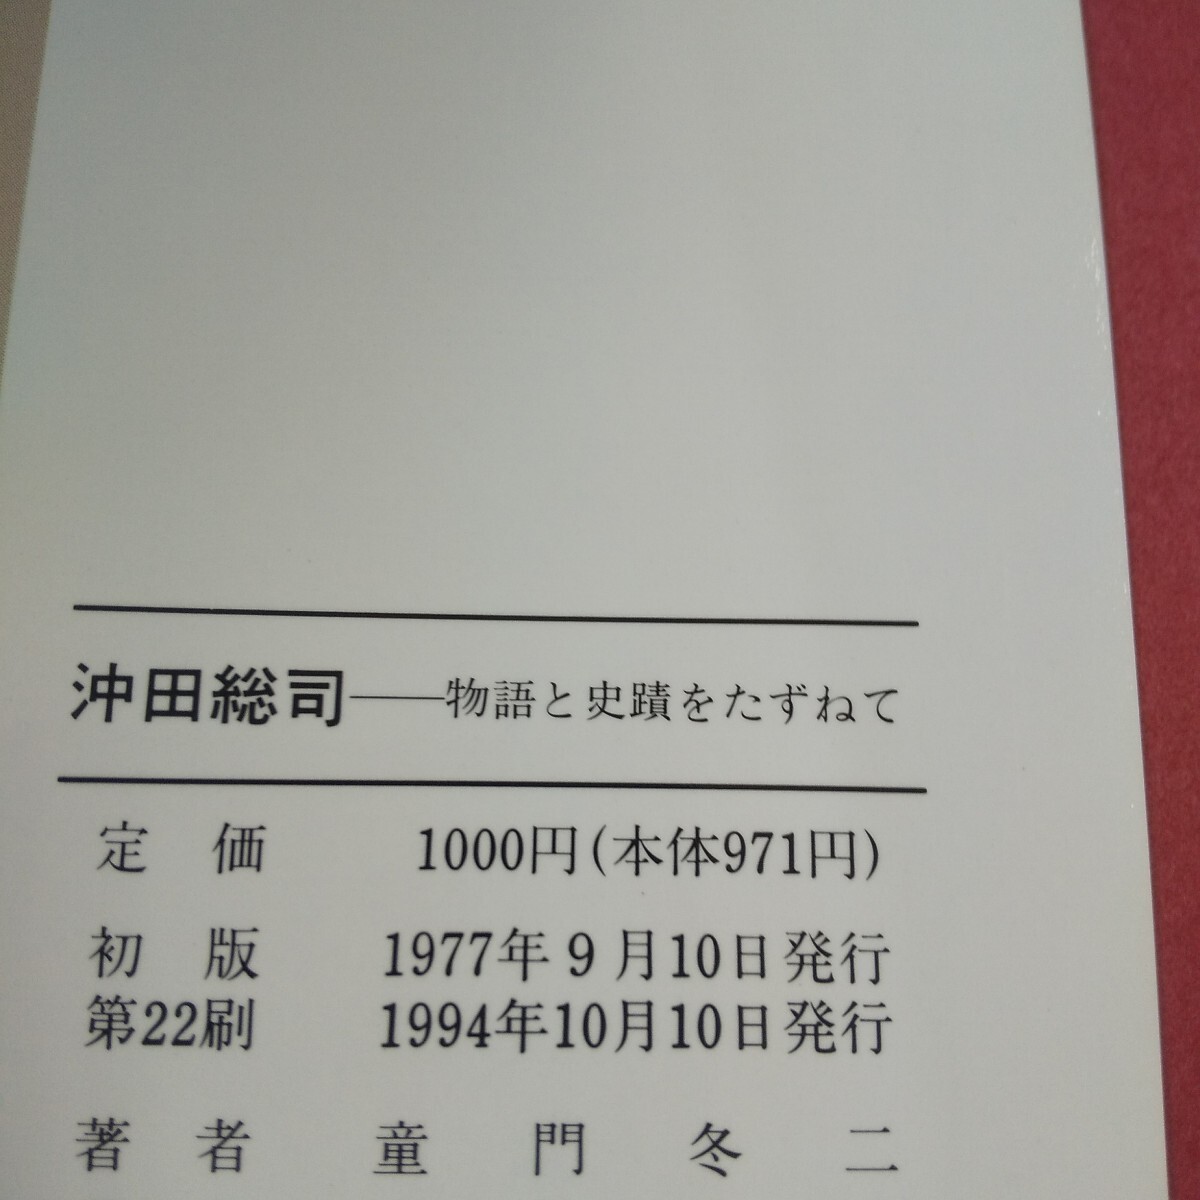 沖田総司――物語と史蹟をたずねて
定 価 1000円(本体971円)
初 版 1977年9月10日発行
第22刷 1994年10月10日発行
著 者 童 門 冬 二